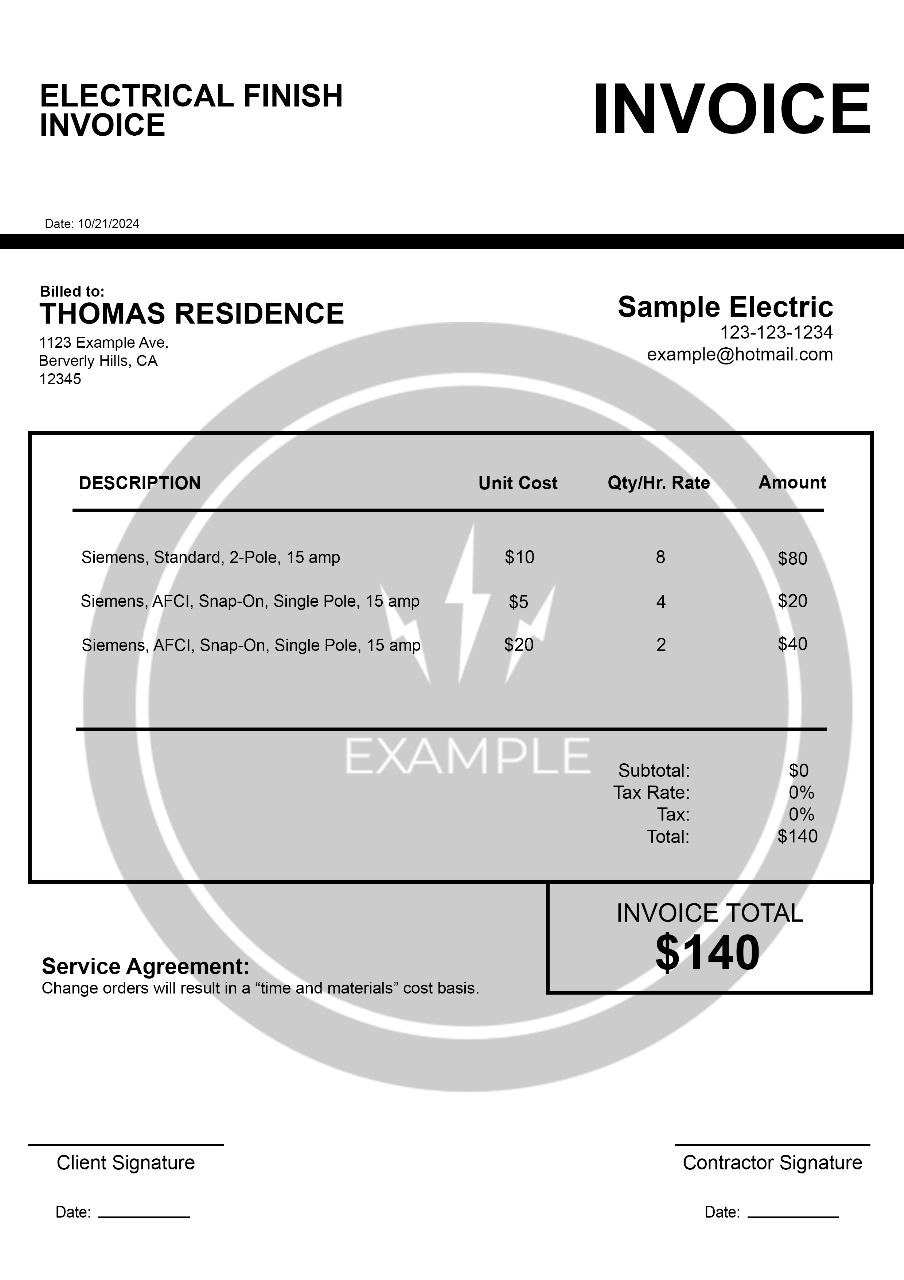 ELECTRICAL FINISH
INVOICE
INVOICE
Date: 10/21/2024
Billed to:
THOMAS RESIDENCE
1123 Example Ave.
Berverly Hills, CA
12345
Sample Electric
123-123-1234
example@hotmail.com
DESCRIPTION Unit Cost Qty/Hr. Rate Amount
Siemens, Standard, 2-Pole, 15 amp $10 8 $80
Siemens, AFCI, Snap-On, Single Pole, 15 amp $5 4 $20
Siemens, AFCI, Snap-On, Single Pole, 15 amp $20 2 $40
EXAMPLE
Subtotal: $0
Tax Rate: 0%
Tax: 0%
Total: $140
INVOICE TOTAL
$140
Service Agreement:
Change orders will result in a “time and materials” cost basis.
Client Signature
Contractor Signature
Date:
Date: